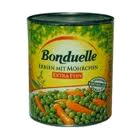 Bonduelle
ERBSEN MIT MÖHRCHEN
EXTRA FEIN